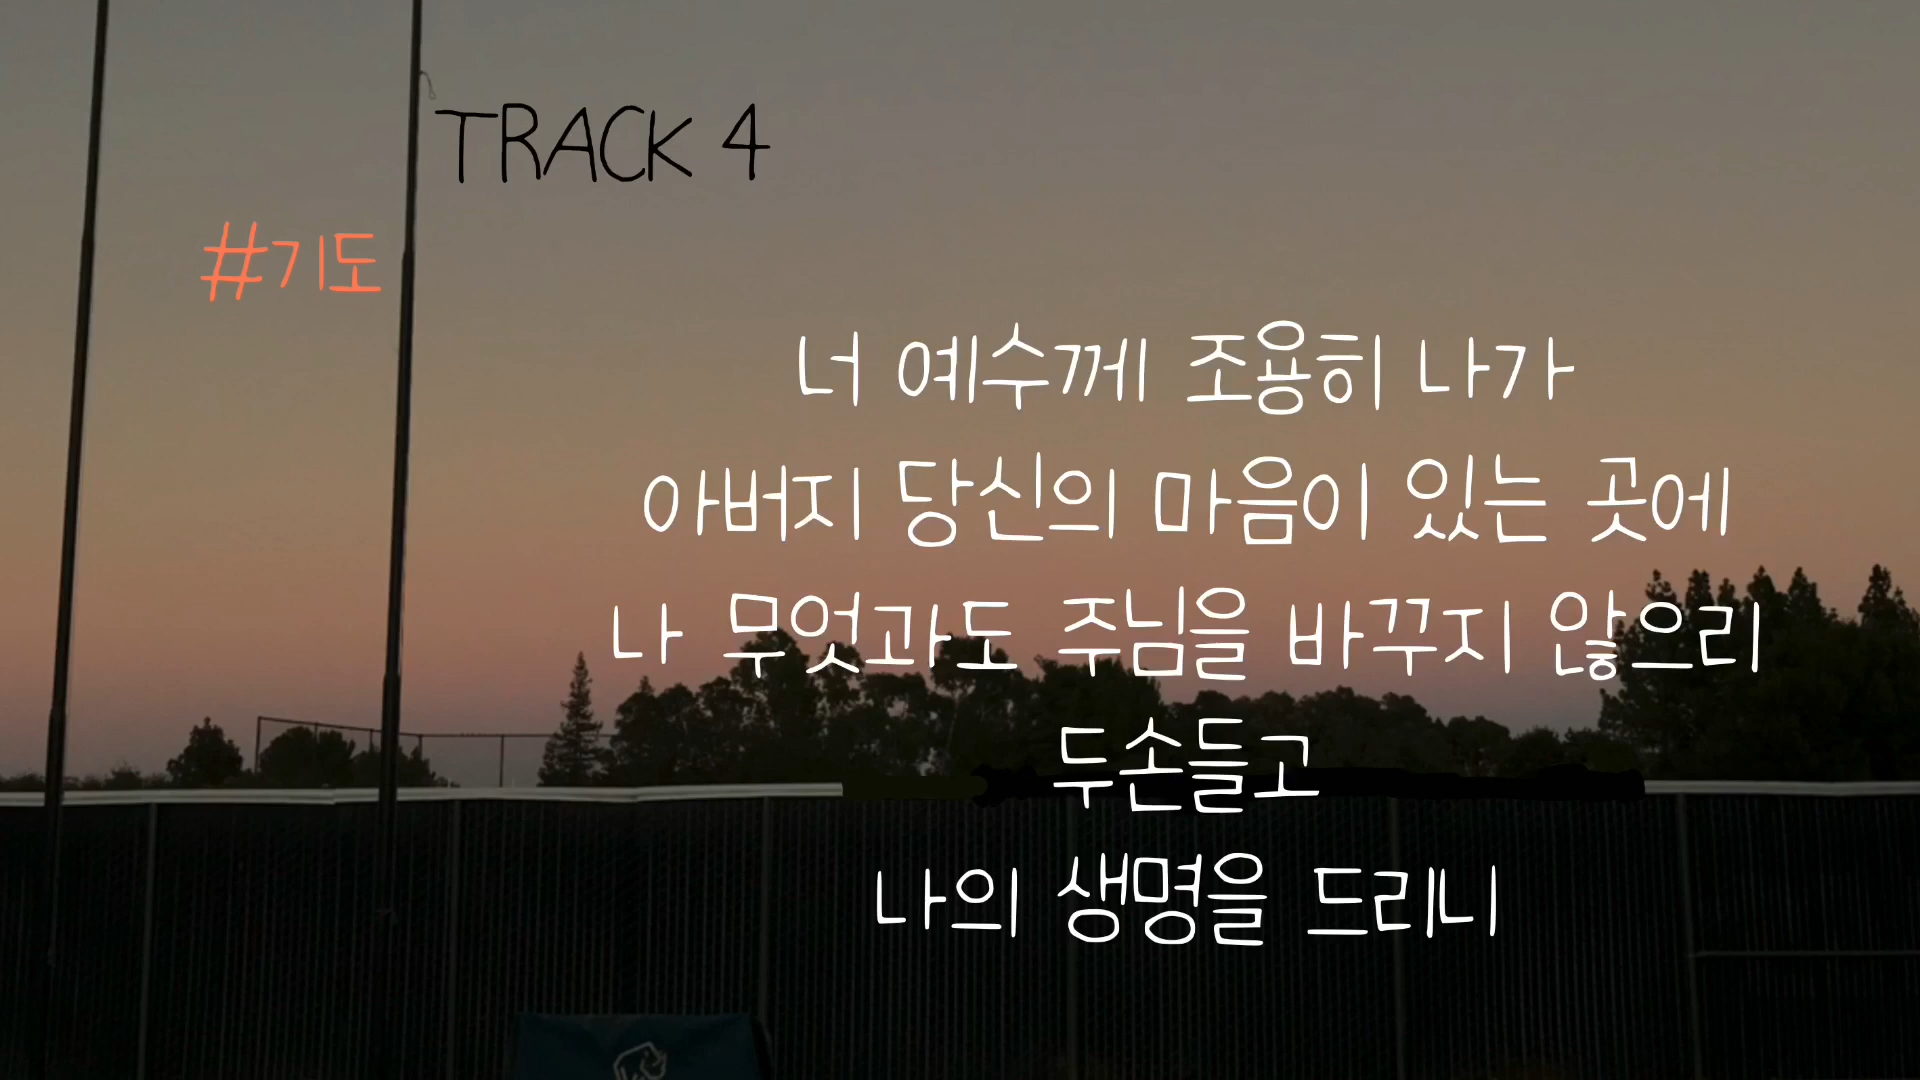 TRACK 4
#기도
너 예수께 조용히 나가
아버지 당신의 마음이 있는 곳에
나 무엇과도 주님을 바꾸지 않으리
두손들고
나의 생명을 드리니